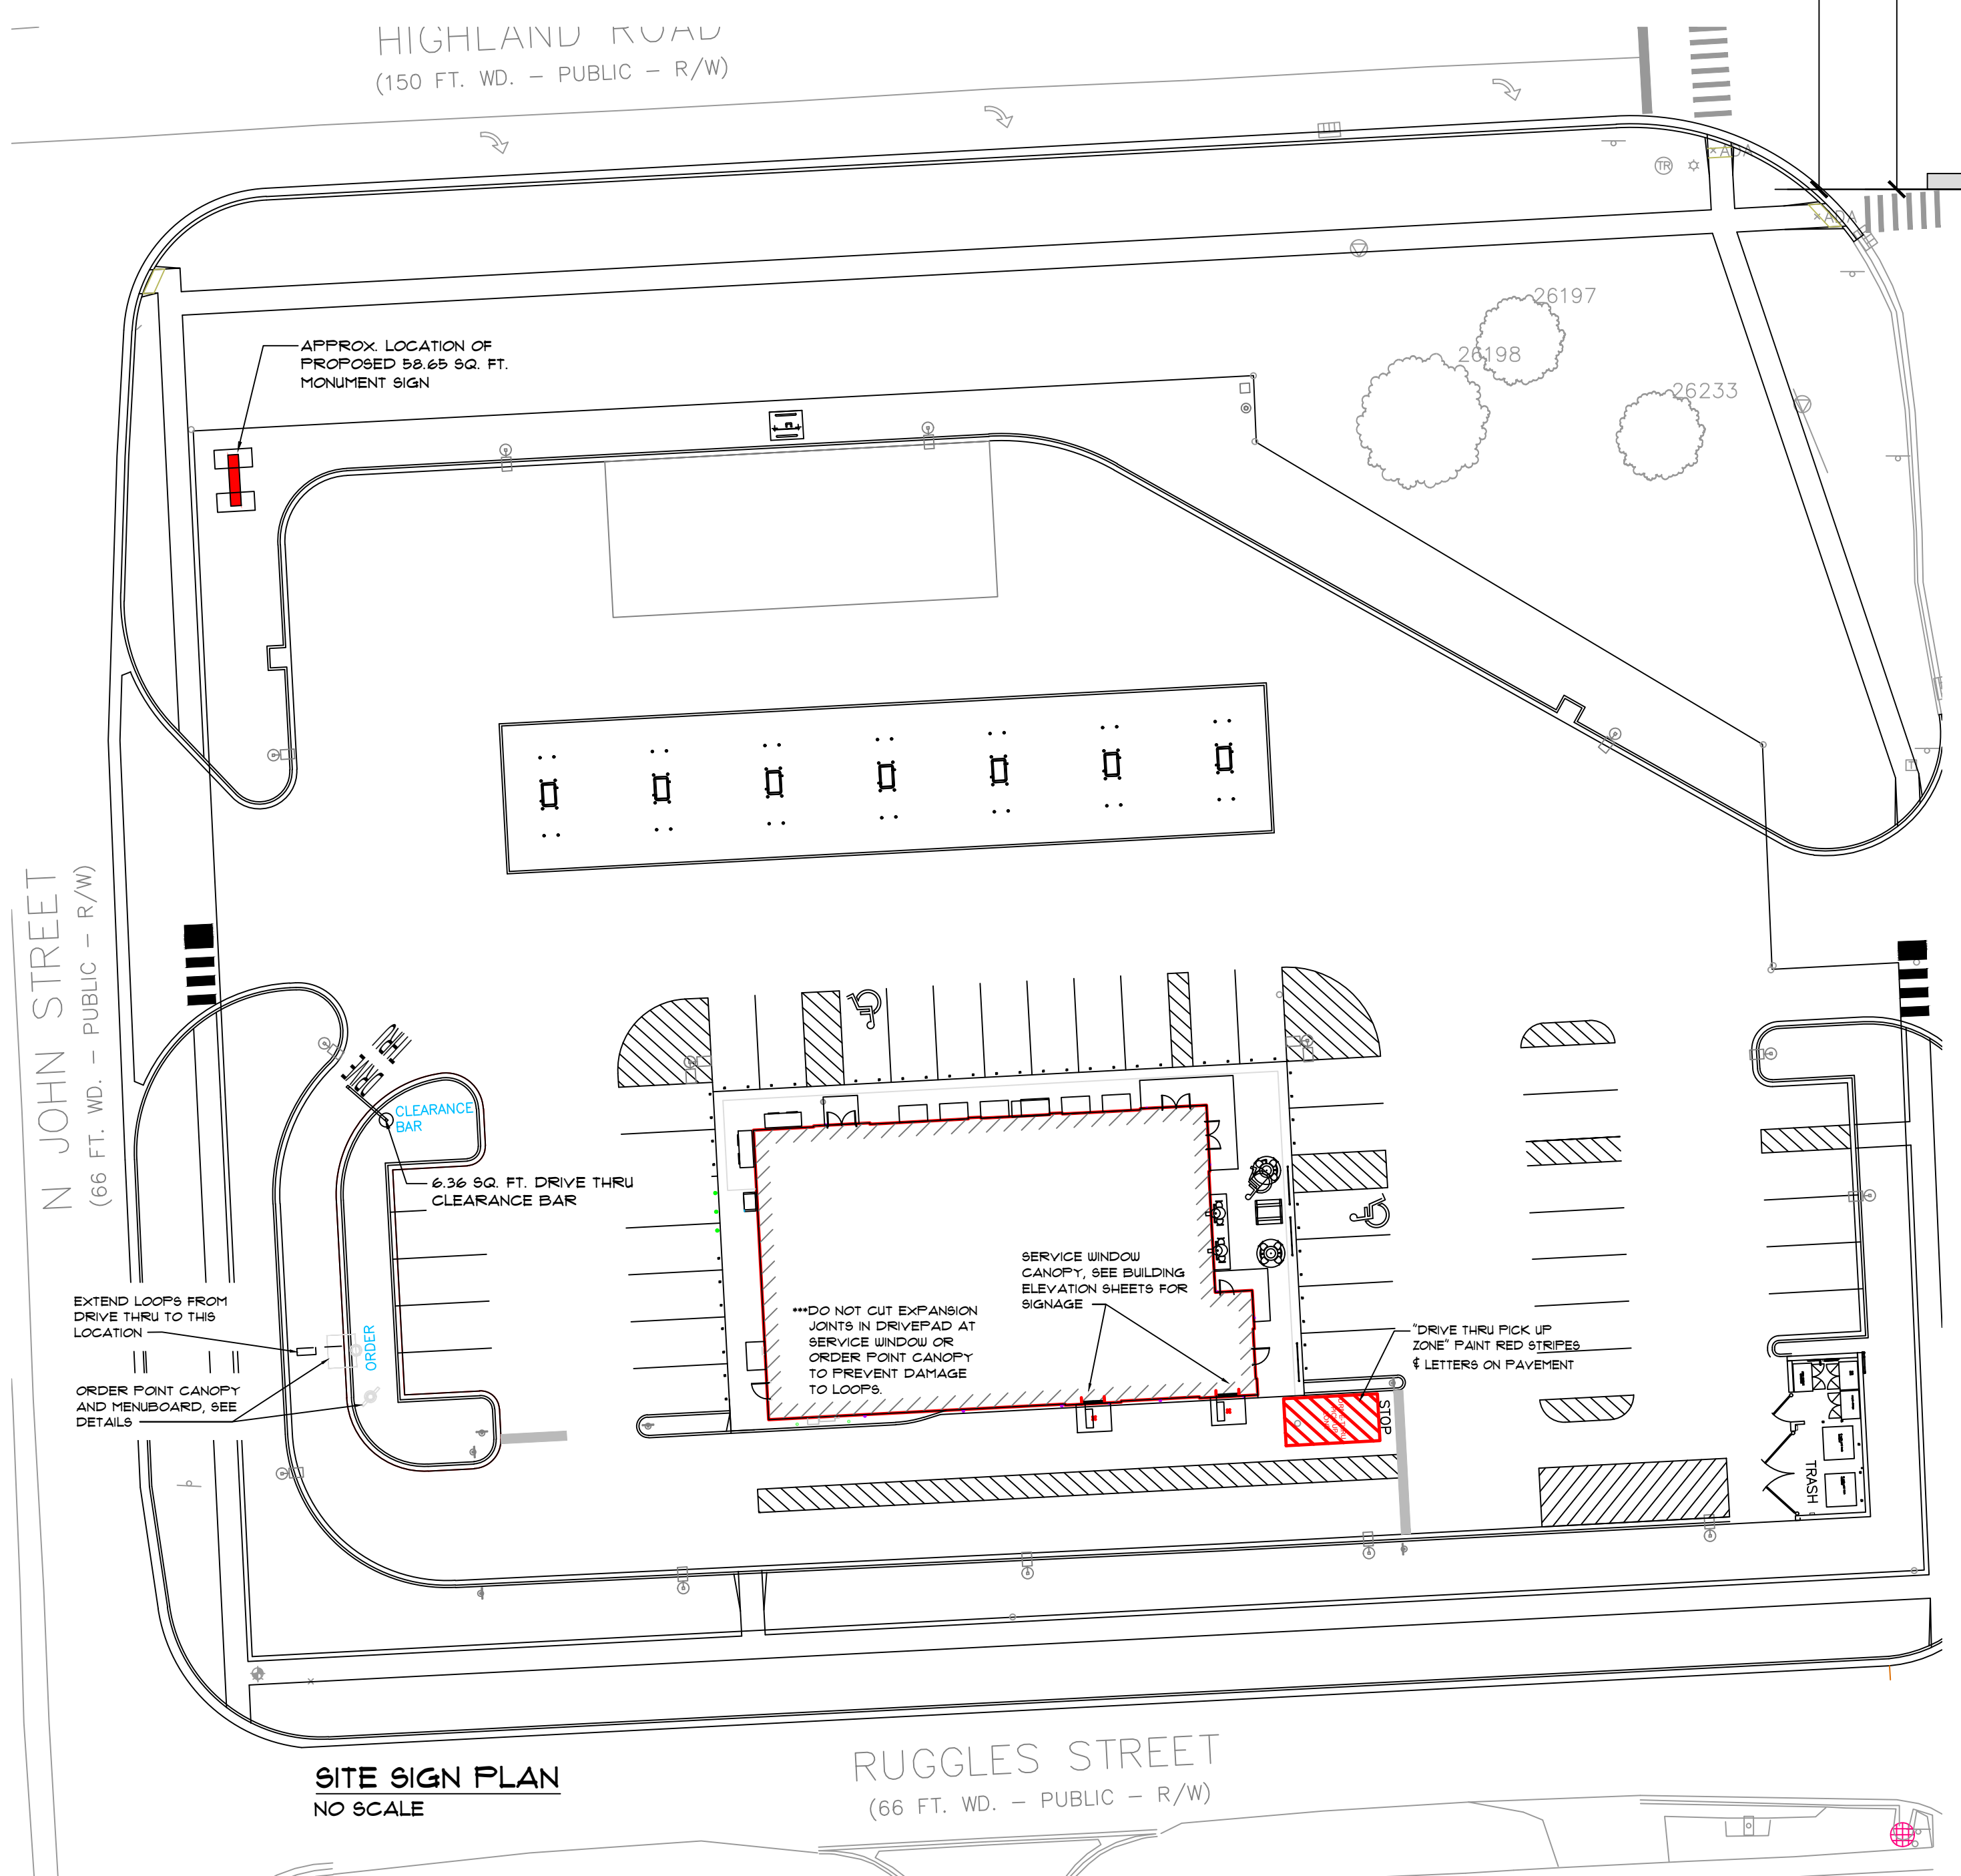 HIGHLAND ROAD
(150 FT. WD. – PUBLIC – R/W)
ADA
TR
ADA
26197
26198
26233
APPROX. LOCATION OF
PROPOSED 58.65 SQ. FT.
MONUMENT SIGN
N JOHN STREET
(66 FT. WD. – PUBLIC – R/W)
T
CLEARANCE
BAR
6.36 SQ. FT. DRIVE THRU
CLEARANCE BAR
SERVICE WINDOW
CANOPY, SEE BUILDING
ELEVATION SHEETS FOR
SIGNAGE
EXTEND LOOPS FROM
DRIVE THRU TO THIS
LOCATION
ORDER
***DO NOT CUT EXPANSION
JOINTS IN DRIVEPAD AT
SERVICE WINDOW OR
ORDER POINT CANOPY
TO PREVENT DAMAGE
TO LOOPS.
"DRIVE THRU PICK UP
ZONE" PAINT RED STRIPES
& LETTERS ON PAVEMENT
ORDER POINT CANOPY
AND MENUBOARD, SEE
DETAILS
STOP
TRASH
SITE SIGN PLAN
NO SCALE
RUGGLES STREET
(66 FT. WD. – PUBLIC – R/W)